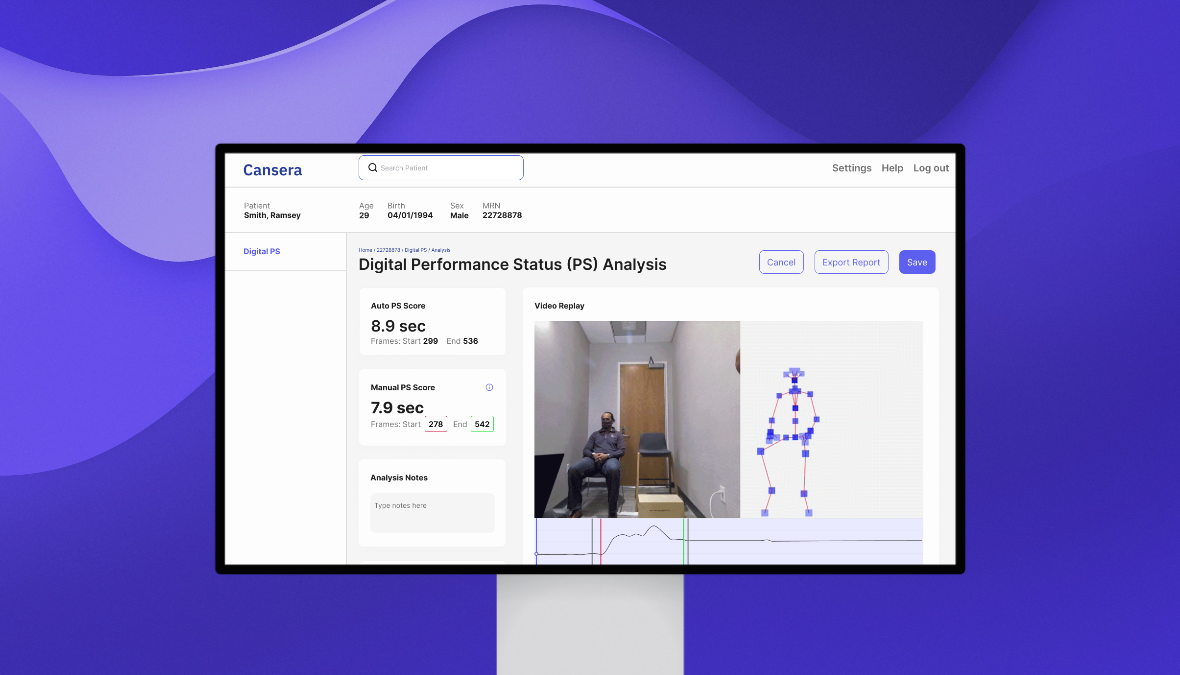 Cansera
Search Patient
Settings Help Log out
Patient Age Birth Sex MRN
Smith, Ramsey 29 04/01/1994 Male 22728878
Digital PS
Home / 22728878 / Digital PS / Analysis
Digital Performance Status (PS) Analysis
Cancel Export Report Save
Auto PS Score
8.9 sec
Frames: Start 299 End 536
Manual PS Score
7.9 sec
Frames: Start 278 End 542
Analysis Notes
Type notes here
Video Replay